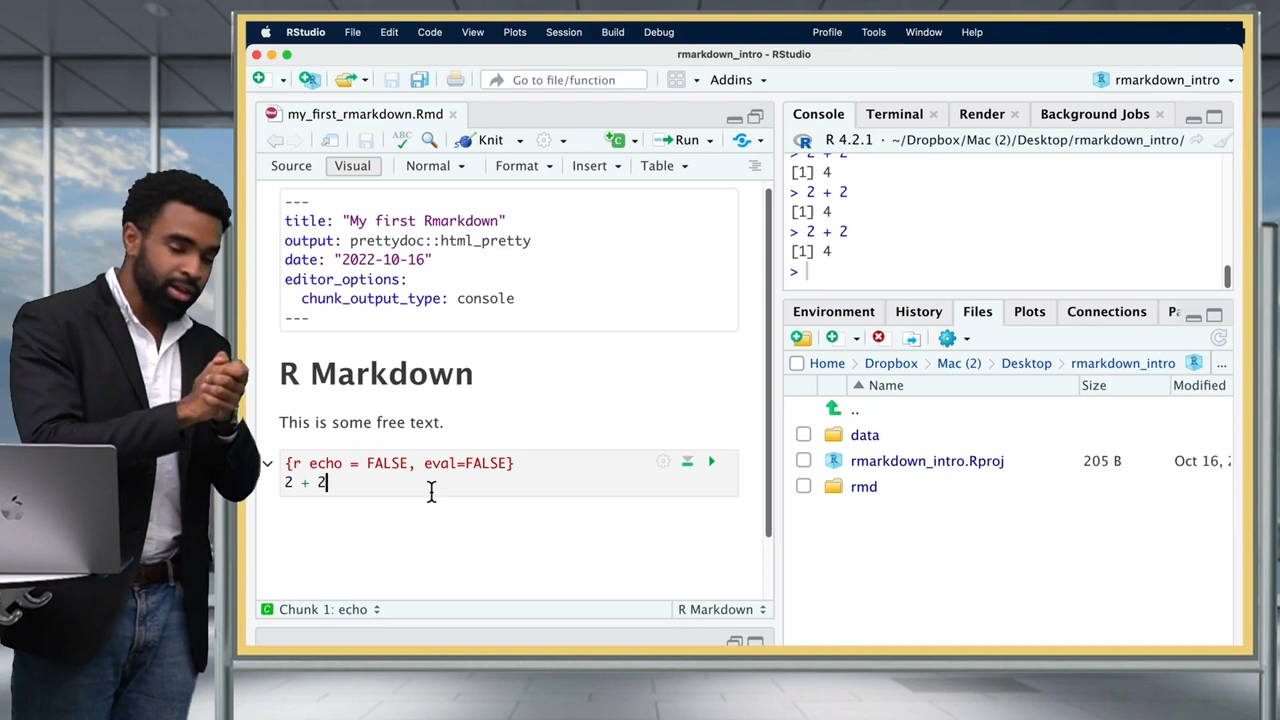 RStudio File Edit Code View Plots Session Build Debug Profile Tools Window Help
rmarkdown_intro - RStudio
Go to file/function Addins rmarkdown_intro
my_first_rmarkdown.Rmd
ABC Knit Run
Source Visual Normal Format Insert Table
---
title: "My first Rmarkdown"
output: prettydoc::html_pretty
date: "2022-10-16"
editor_options:
chunk_output_type: console
---
R Markdown
This is some free text.
{r echo = FALSE, eval=FALSE}
2 + 2
Chunk 1: echo R Markdown
Console Terminal Render Background Jobs
R 4.2.1 · ~/Dropbox/Mac (2)/Desktop/rmarkdown_intro/
> 2 + 2
[1] 4
> 2 + 2
[1] 4
> 2 + 2
[1] 4
>
Environment History Files Plots Connections
Home Dropbox Mac (2) Desktop rmarkdown_intro ...
Name Size Modified
..
data
rmarkdown_intro.Rproj 205 B Oct 16, 
rmd